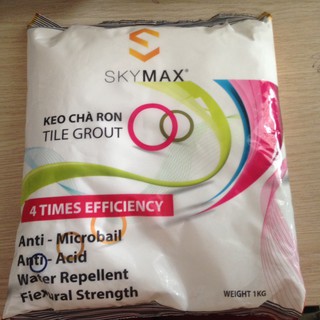 SKYMAX®
KEO CHÀ RON
TILE GROUT
4 TIMES EFFICIENCY
Anti - Microbail
Anti - Acid
Water Repellent
Flexural Strength
WEIGHT 1KG